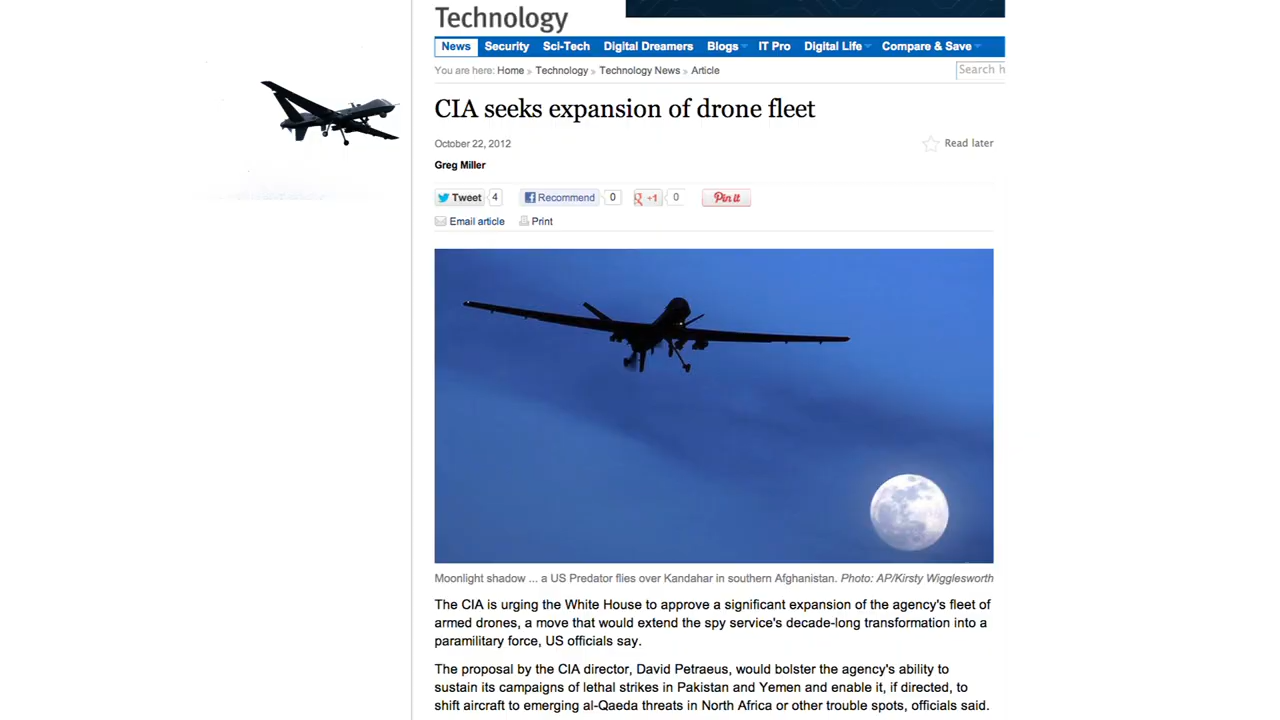 Technology
News Security Sci-Tech Digital Dreamers Blogs IT Pro Digital Life Compare & Save
You are here: Home » Technology » Technology News » Article
Search h
CIA seeks expansion of drone fleet
October 22, 2012
Read later
Greg Miller
Tweet 4 Recommend 0 +1 0 Pin it
Email article Print
Moonlight shadow ... a US Predator flies over Kandahar in southern Afghanistan. Photo: AP/Kirsty Wigglesworth
The CIA is urging the White House to approve a significant expansion of the agency's fleet of
armed drones, a move that would extend the spy service's decade-long transformation into a
paramilitary force, US officials say.
The proposal by the CIA director, David Petraeus, would bolster the agency's ability to
sustain its campaigns of lethal strikes in Pakistan and Yemen and enable it, if directed, to
shift aircraft to emerging al-Qaeda threats in North Africa or other trouble spots, officials said.